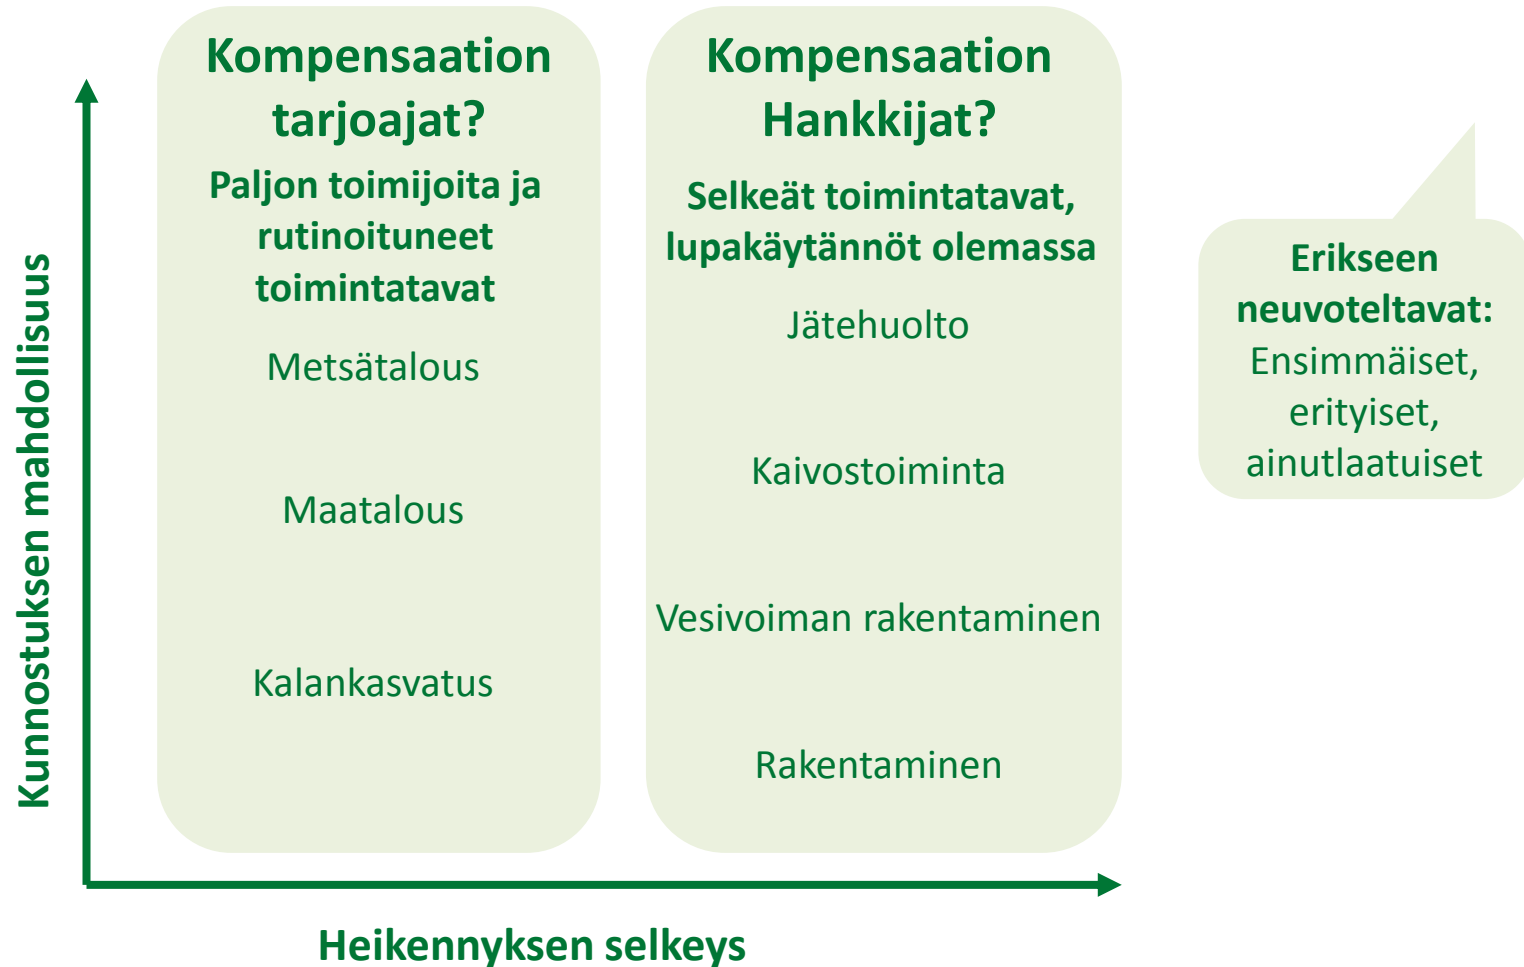 Kompensaation
tarjoajat?
Paljon toimijoita ja
rutinoituneet
toimintatavat
Metsätalous
Maatalous
Kalankasvatus
Kompensaation
Hankkijat?
Selkeät toimintatavat,
lupakäytännöt olemassa
Jätehuolto
Kaivostoiminta
Vesivoiman rakentaminen
Rakentaminen
Erikseen
neuvoteltavat:
Ensimmäiset,
erityiset,
ainutlaatuiset
Kunnostuksen mahdollisuus
Heikennyksen selkeys